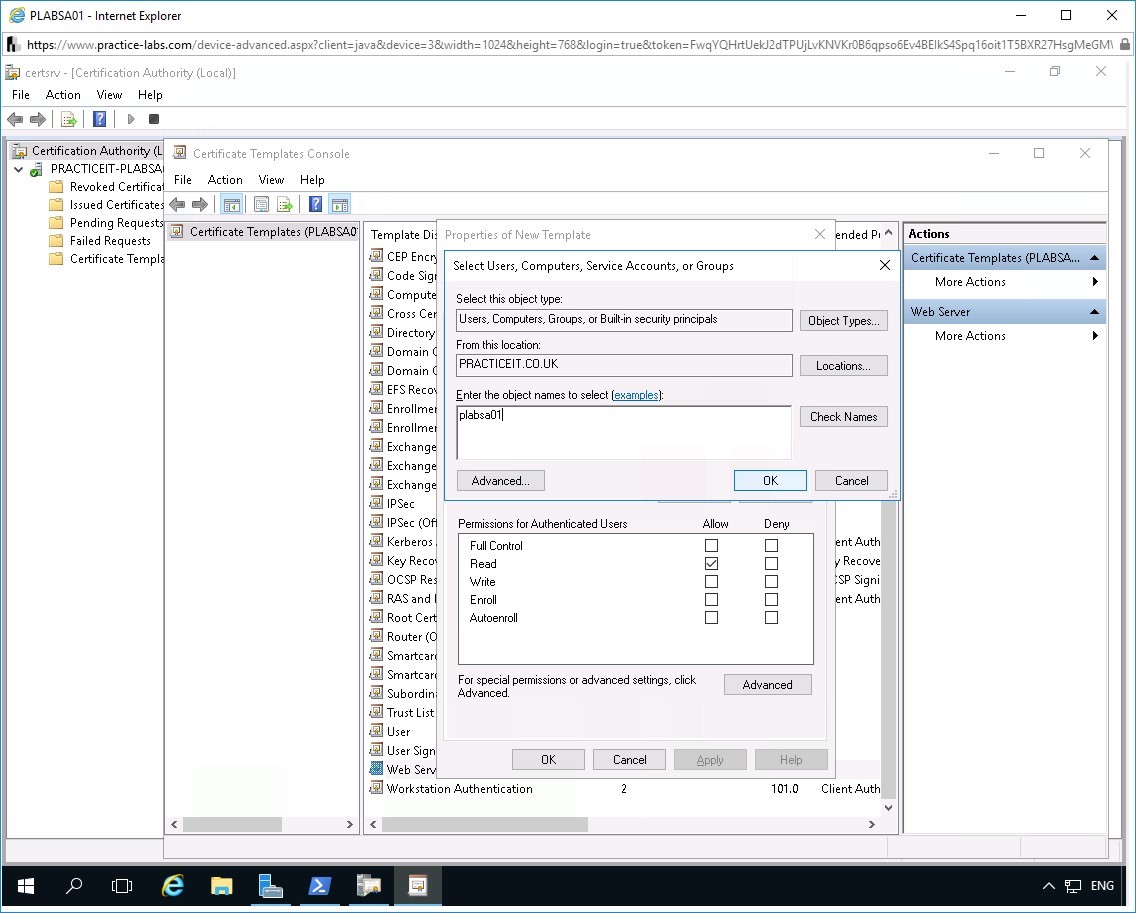 PLABSA01 - Internet Explorer
https://www.practice-labs.com/device-advanced.aspx?client=java&device=3&width=1024&height=768&login=true&token=
certsrv - [Certification Authority (Local)]
File Action View Help
Certification Authority (L
PRACTICEIT-PLABSA
Revoked Certifica
Issued Certificates
Pending Requests
Failed Requests
Certificate Templa
Certificate Templates Console
File Action View Help
Certificate Templates (PLABSA0
Template Dis
CEP Encry
Code Sig
Compute
Cross Cer
Directory
Domain C
Domain C
EFS Recov
Enrollme
Enrollme
Exchange
Exchange
Exchange
IPSec
IPSec (Off
Kerberos
Key Recov
OCSP Res
RAS and I
Root Cert
Router (O
Smartcard
Smartcard
Subordina
Trust List
User
User Sign
Web Serv
Workstation Authentication 2 101.0 Client Auth
ended Pu
ent Auth
y Recove
CSP Signi
ent Auth
Properties of New Template
Select Users, Computers, Service Accounts, or Groups
Select this object type:
Users, Computers, Groups, or Built-in security principals
Object Types...
From this location:
PRACTICEIT.CO.UK
Locations...
Enter the object names to select (examples):
plabsa01
Check Names
Advanced... OK Cancel
Permissions for Authenticated Users Allow Deny
Full Control
Read
Write
Enroll
Autoenroll
For special permissions or advanced settings, click
Advanced.
Advanced
OK Cancel Apply Help
Actions
Certificate Templates (PLABSA...
More Actions
Web Server
More Actions
ENG